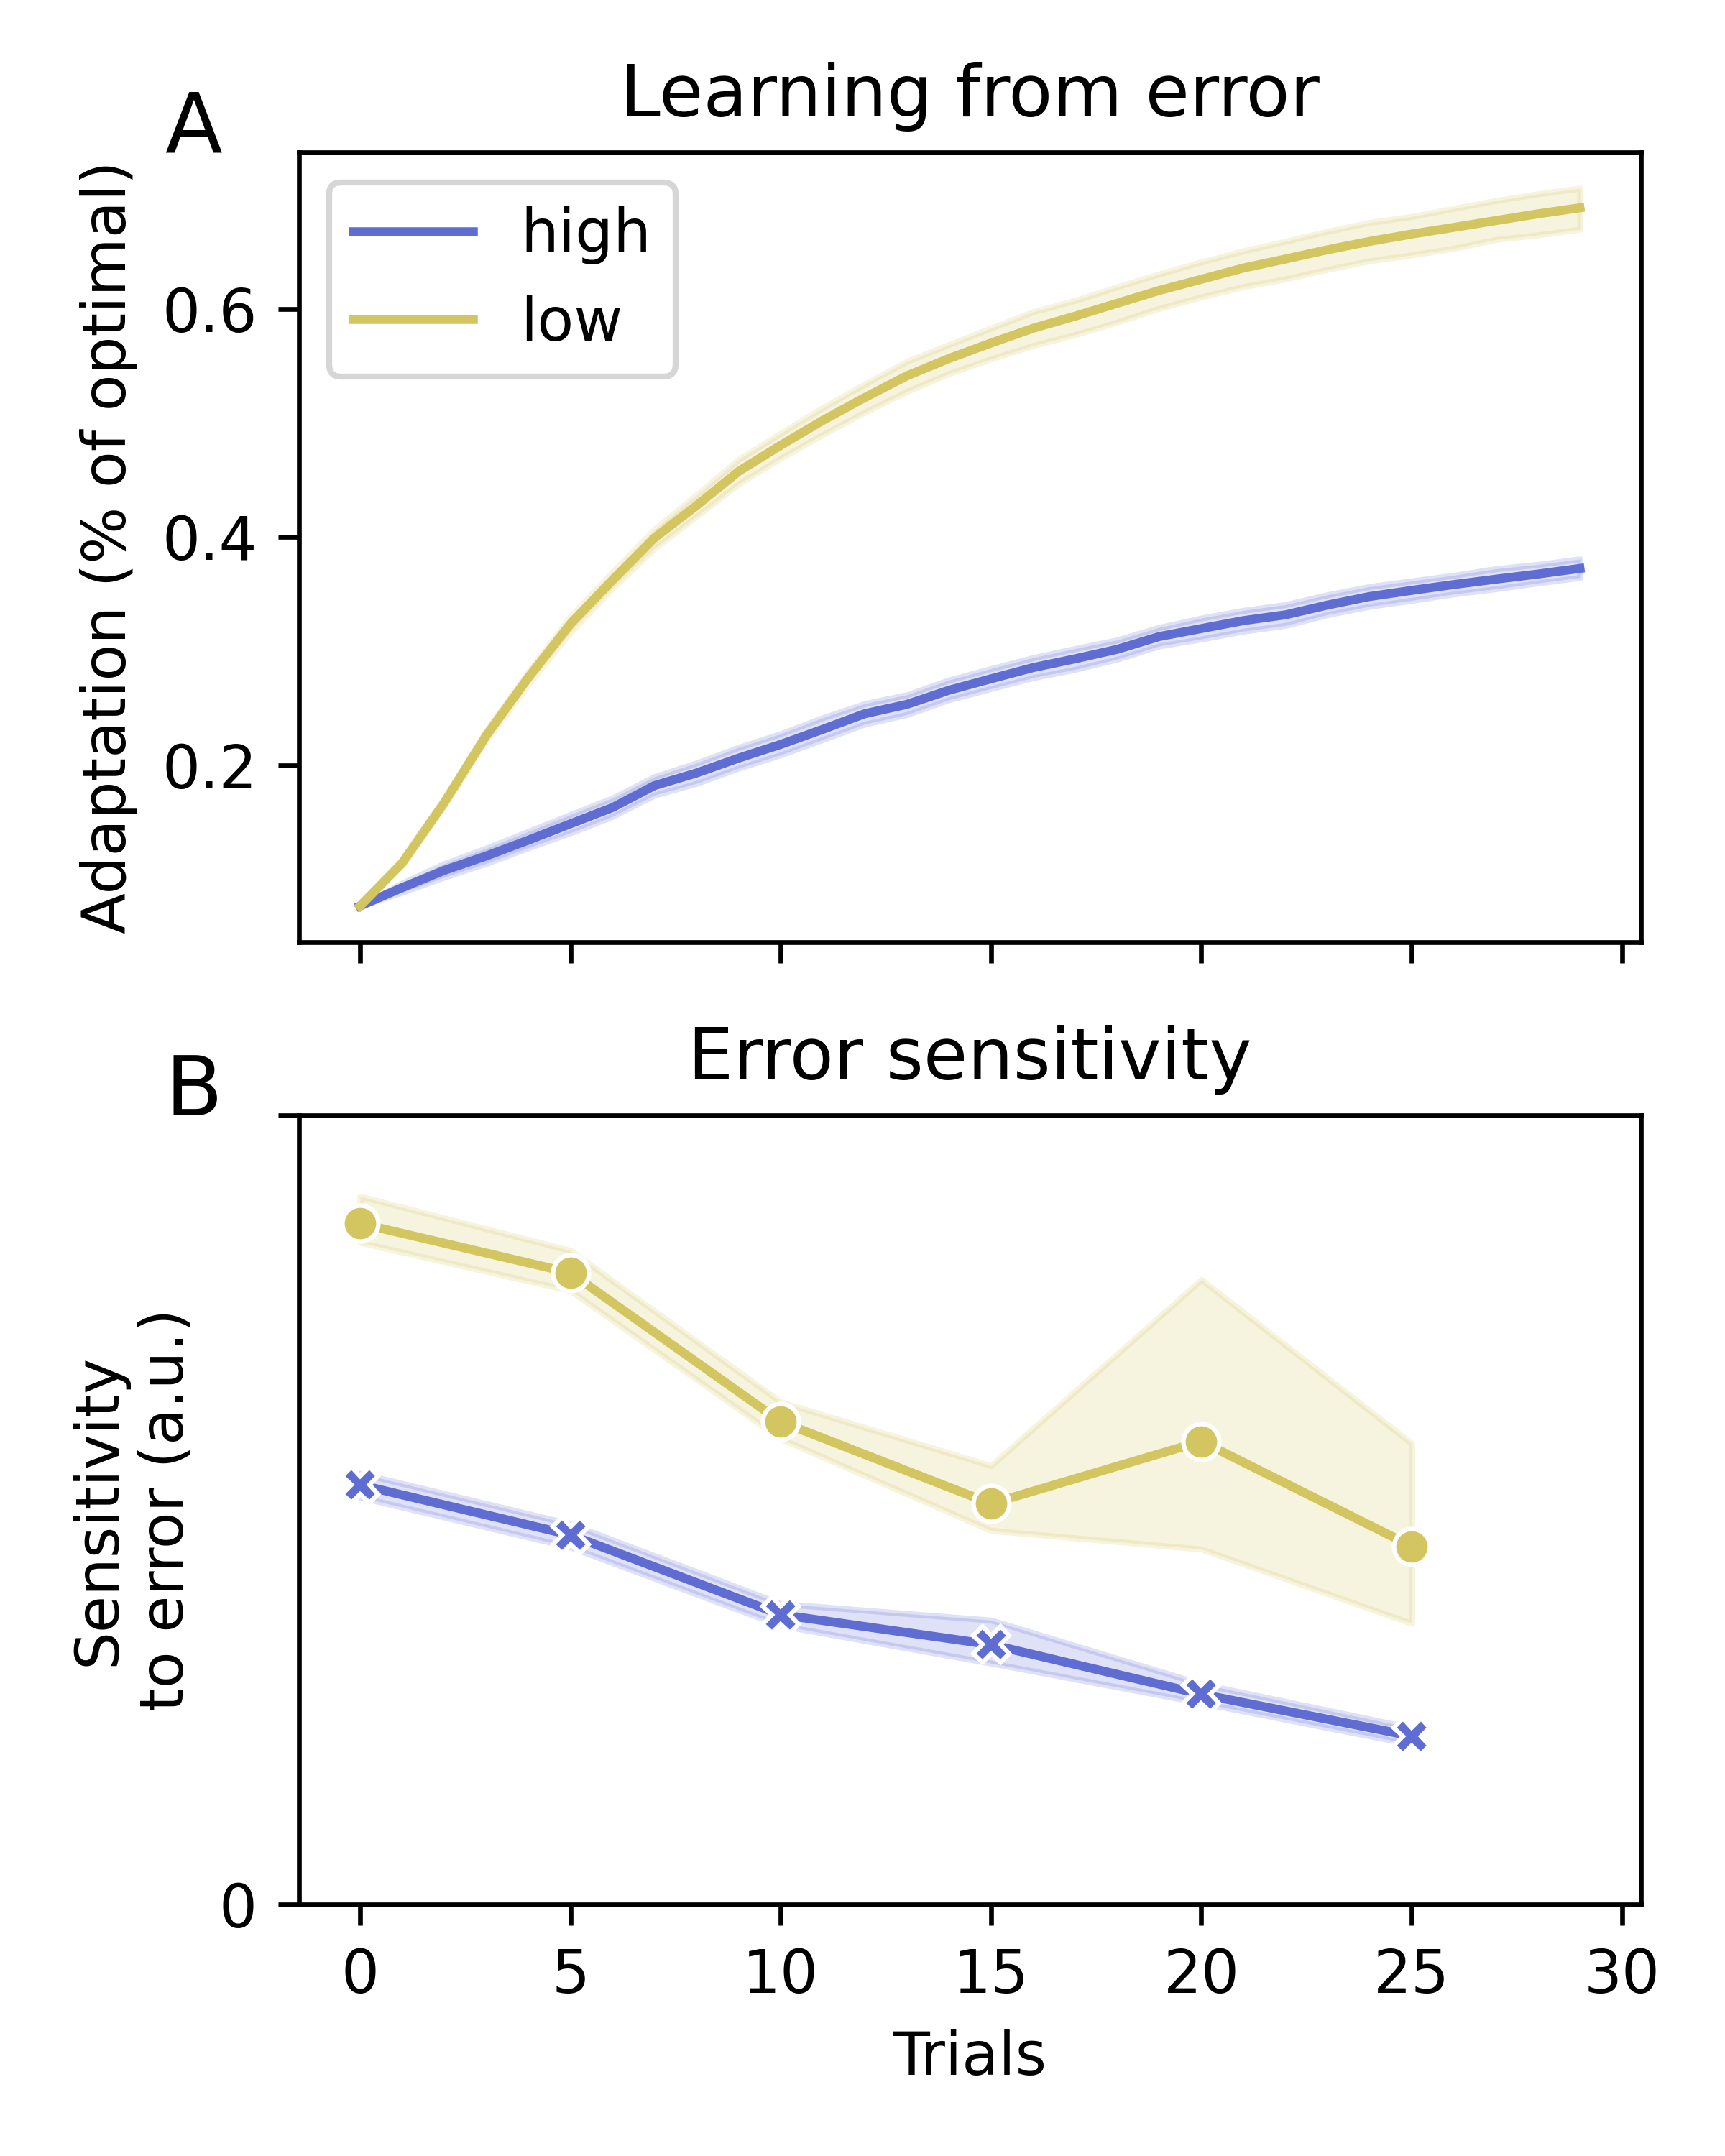 A
Learning from error
high
low
Adaptation (% of optimal)
0.6
0.4
0.2
B
Error sensitivity
Sensitivity
to error (a.u.)
0
0 5 10 15 20 25 30
Trials